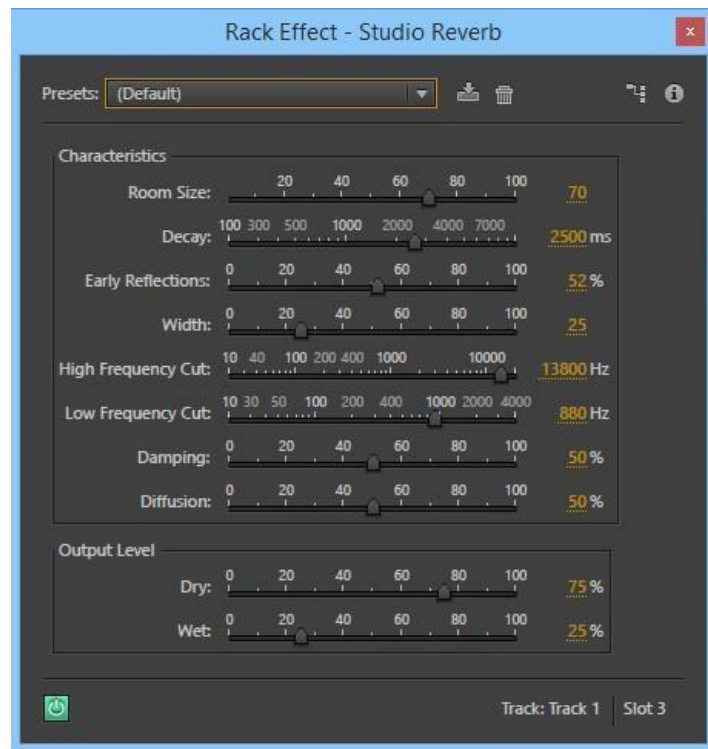 Rack Effect - Studio Reverb
x
Presets: (Default)
Characteristics
20 40 60 80 100
Room Size: 70
100 300 500 1000 2000 4000 7000
Decay: 2500 ms
0 20 40 60 80 100
Early Reflections: 52 %
0 20 40 60 80 100
Width: 25
10 40 100 200 400 1000 10000
High Frequency Cut: 13800 Hz
10 30 50 100 200 400 1000 2000 4000
Low Frequency Cut: 880 Hz
0 20 40 60 80 100
Damping: 50 %
0 20 40 60 80 100
Diffusion: 50 %
Output Level
0 20 40 60 80 100
Dry: 75 %
0 20 40 60 80 100
Wet: 25 %
Track: Track 1 Slot 3